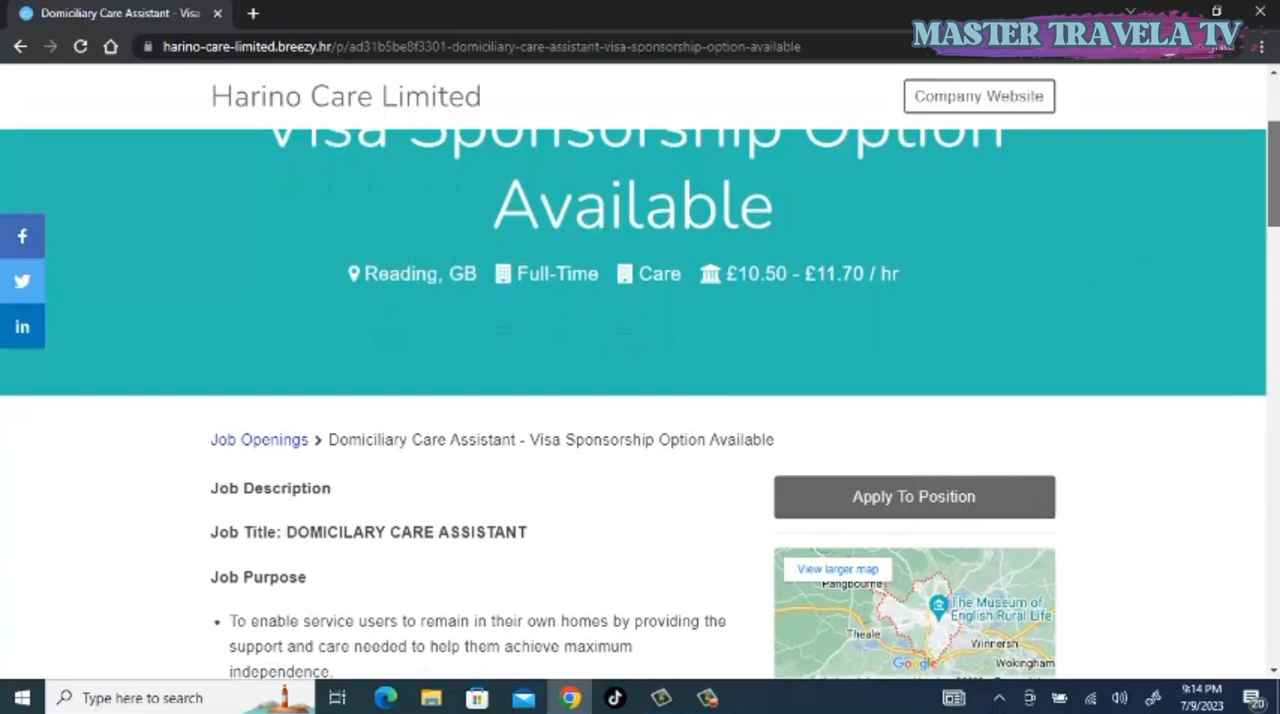 Domiciliary Care Assistant - Visa
MASTER TRAVELA TV
harino-care-limited.breezy.hr/p/ad31b5be8f3301-domiciliary-care-assistant-visa-sponsorship-option-available
Harino Care Limited
Company Website
Visa Sponsorship Option
Available
Reading, GB Full-Time Care £10.50 - £11.70 / hr
Job Openings > Domiciliary Care Assistant - Visa Sponsorship Option Available
Job Description
Apply To Position
Job Title: DOMICILARY CARE ASSISTANT
Job Purpose
View larger map
Pangbourne
The Museum of
English Rural Life
Theale
Winnersh
Google
Wokingham
• To enable service users to remain in their own homes by providing the
support and care needed to help them achieve maximum
independence.
Type here to search
9:14 PM
7/9/2023
20